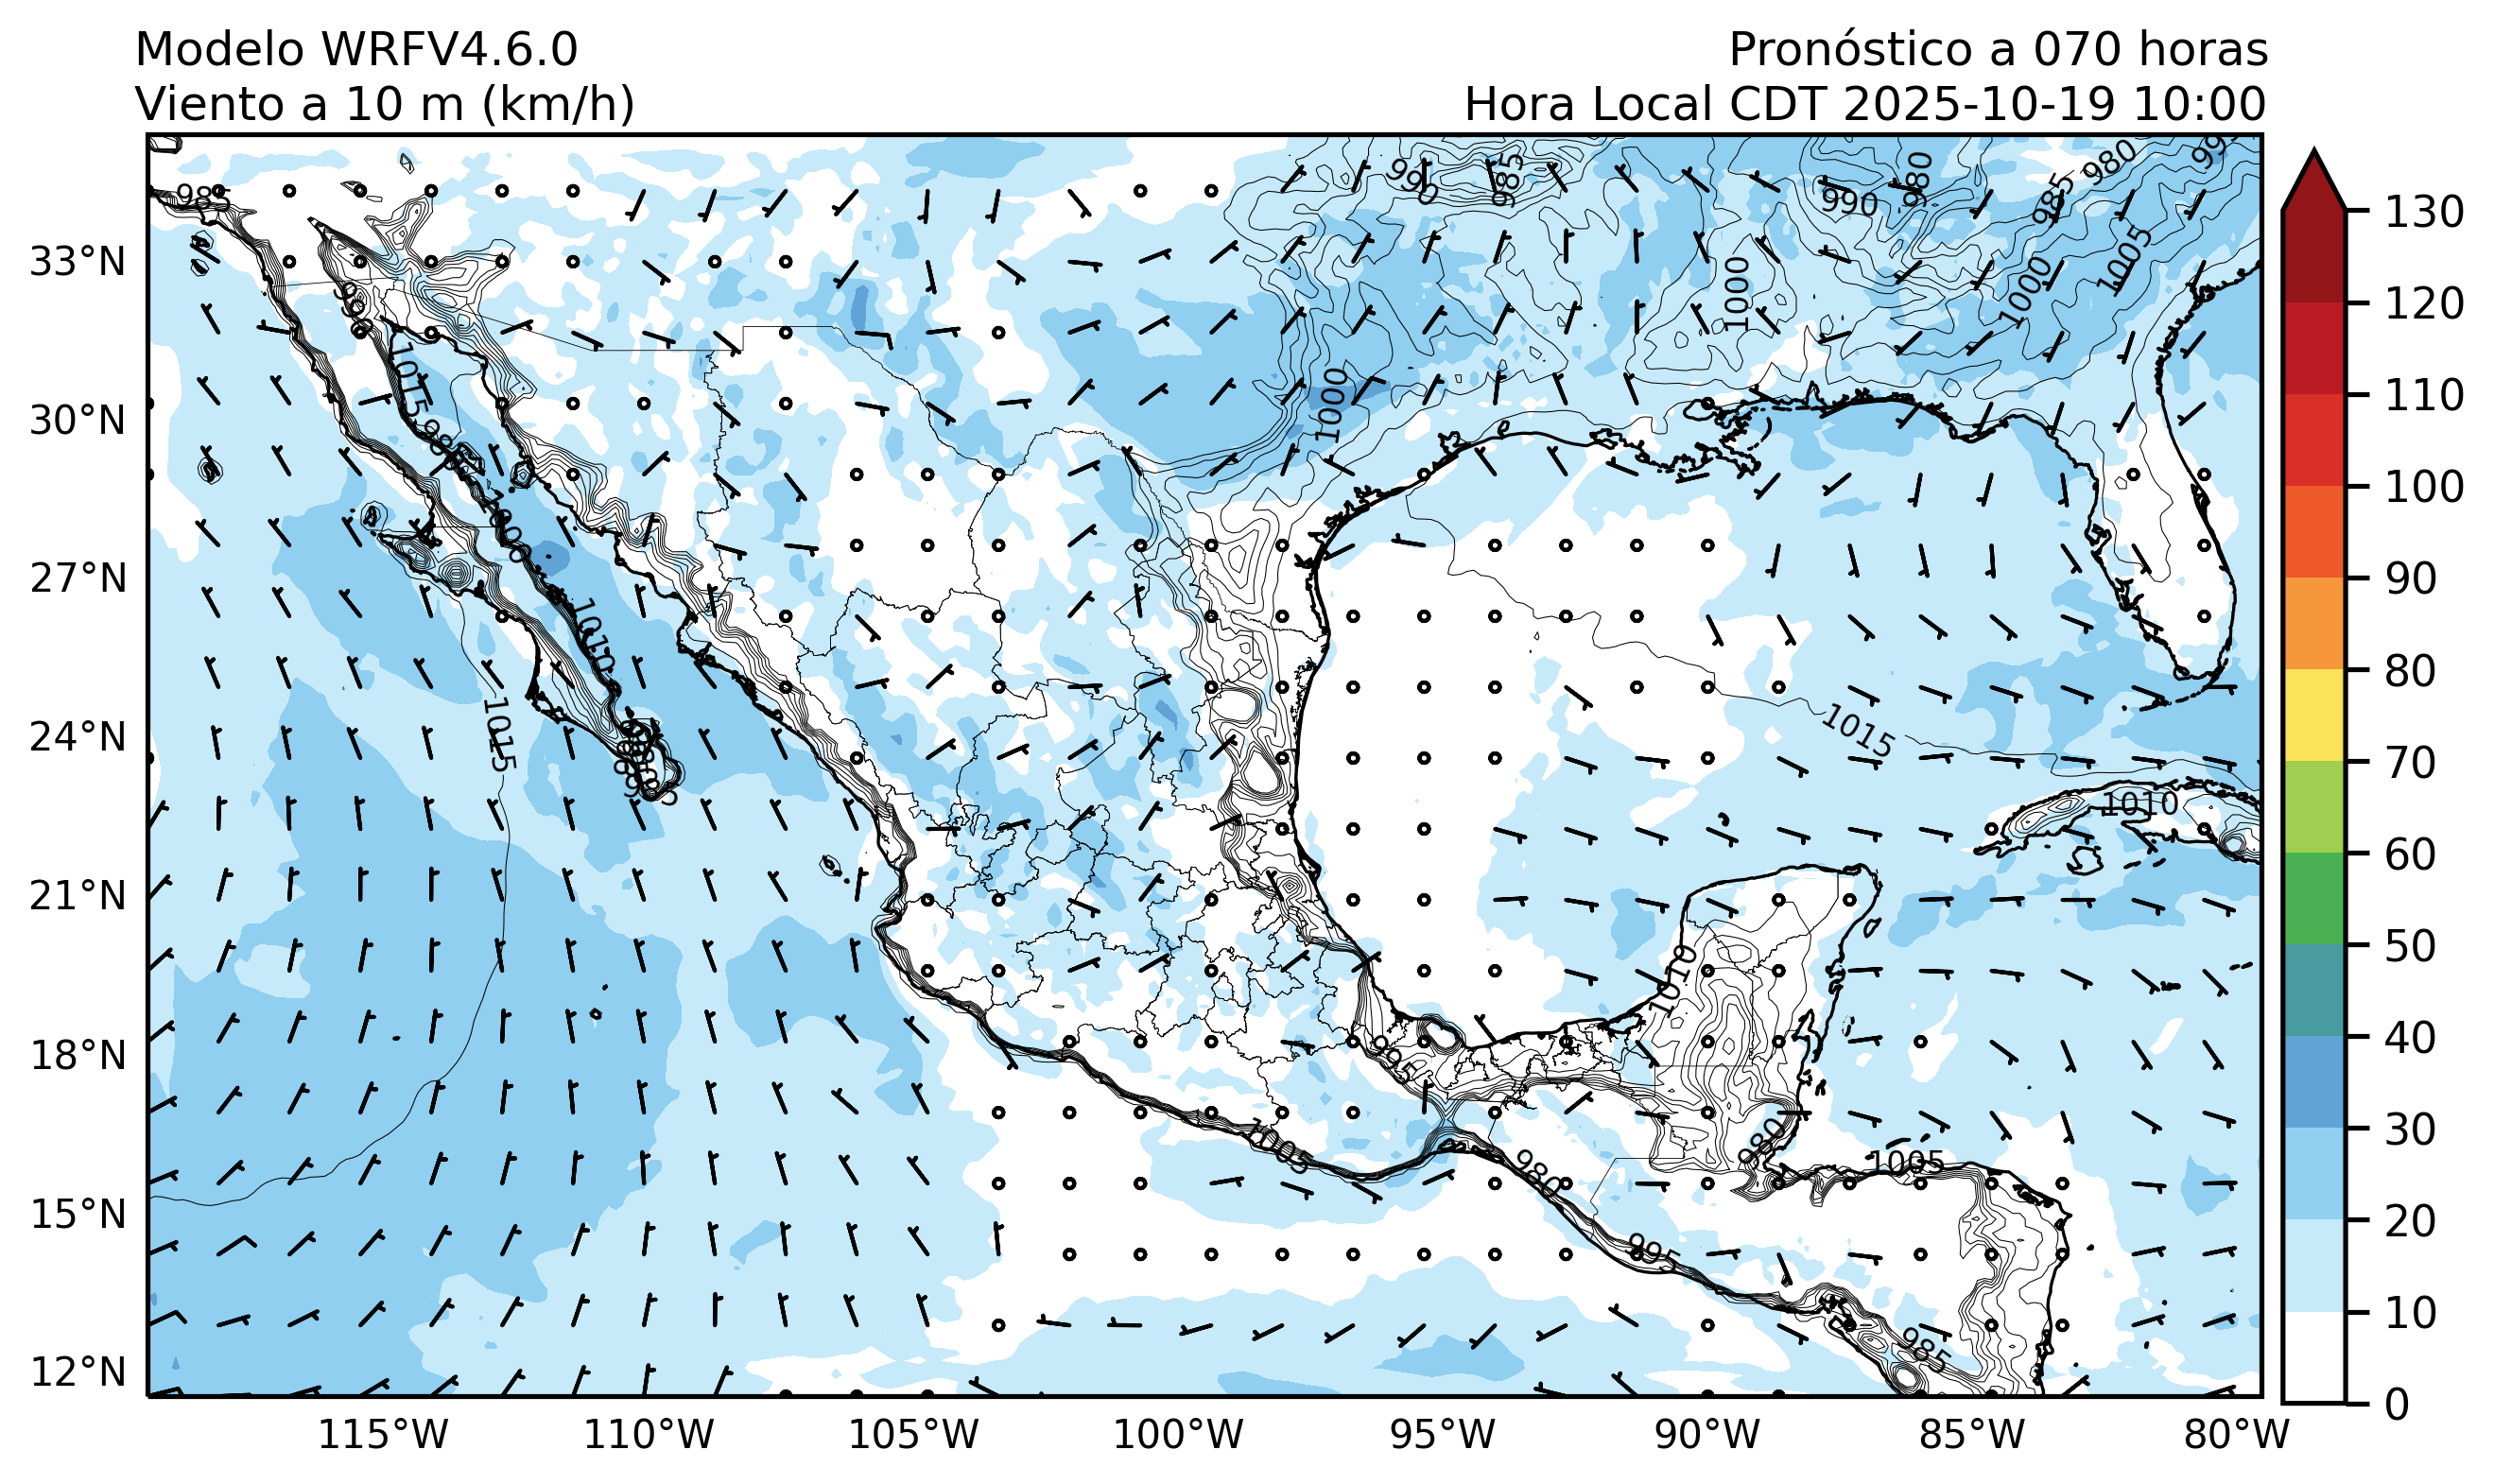 Modelo WRFV4.6.0
Pronóstico a 070 horas
Viento a 10 m (km/h)
Hora Local CDT 2025-10-19 10:00
33°N
30°N
27°N
24°N
21°N
18°N
15°N
12°N
115°W
110°W
105°W
100°W
95°W
90°W
85°W
80°W
130
120
110
100
90
80
70
60
50
40
30
20
10
0
985
990
985
980
990
985
980
1005
1000
1000
1000
1015
1010
1015
1015
1010
1010
995
980
1005
1005
980
995
985